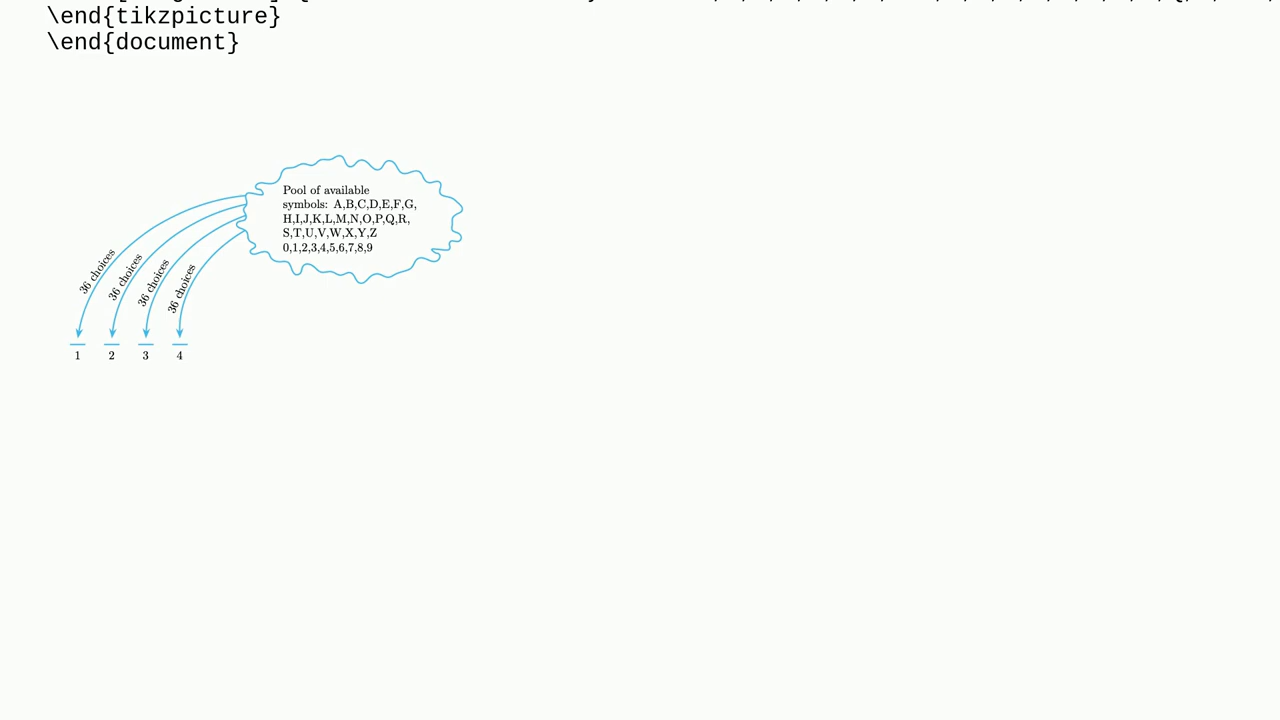 \end{tikzpicture}
\end{document}
Pool of available
symbols: A,B,C,D,E,F,G,
H,I,J,K,L,M,N,O,P,Q,R,
S,T,U,V,W,X,Y,Z
0,1,2,3,4,5,6,7,8,9
36 choices
36 choices
36 choices
36 choices
1 2 3 4